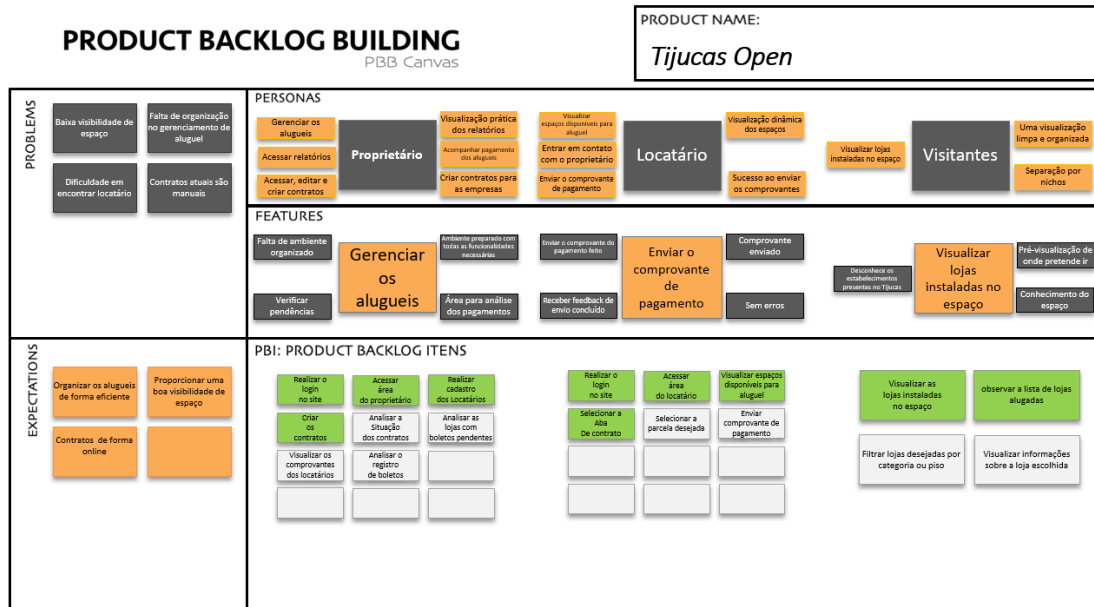 PRODUCT BACKLOG BUILDING
PBB Canvas
PRODUCT NAME:
Tijucas Open
PROBLEMS
Baixa visibilidade de
espaço
Falta de organização
no gerenciamento de
aluguel
Dificuldade em
encontrar locatário
Contratos atuais são
manuais
PERSONAS
Gerenciar os
alugueis
Acessar relatórios
Acessar, editar e
criar contratos
Proprietário
Visualização prática
dos relatórios
Acompanhar pagamento
dos alugueis
Criar contratos para
as empresas
Visualizar
espaços disponíveis para
aluguel
Entrar em contato
com o proprietário
Enviar o comprovante
de pagamento
Locatário
Visualização dinâmica
dos espaços
Sucesso ao enviar
os comprovantes
Visualizar lojas
instaladas no espaço
Visitantes
Uma visualização
limpa e organizada
Separação por
nichos
FEATURES
Falta de ambiente
organizado
Verificar
pendências
Gerenciar
os
alugueis
Ambiente preparado com
todas as funcionalidades
necessárias
Área para análise
dos pagamentos
Enviar o comprovante do
pagamento feito
Receber feedback de
envio concluído
Enviar o
comprovante
de
pagamento
Comprovante
enviado
Sem erros
Desconhece os
estabelecimentos
presentes no Tijucas
Visualizar
lojas
instaladas no
espaço
Pré-visualização de
onde pretende ir
Conhecimento do
espaço
EXPECTATIONS
Organizar os alugueis
de forma eficiente
Proporcionar uma
boa visibilidade de
espaço
Contratos de forma
online
PBI: PRODUCT BACKLOG ITENS
Realizar o
login
no site
Acessar
área
do proprietário
Realizar
cadastro
dos Locatários
Criar
os
contratos
Analisar a
Situação
dos contratos
Analisar as
lojas com
boletos pendentes
Visualizar os
comprovantes
dos locatários
Analisar o
registro
de boletos
Realizar o
login
no site
Acessar
área
do locatário
Visualizar espaços
disponíveis para
aluguel
Selecionar a
Aba
De contrato
Selecionar a
parcela desejada
Enviar
comprovante de
pagamento
Visualizar as
lojas instaladas
no espaço
observar a lista de lojas
alugadas
Filtrar lojas desejadas por
categoria ou piso
Visualizar informações
sobre a loja escolhida